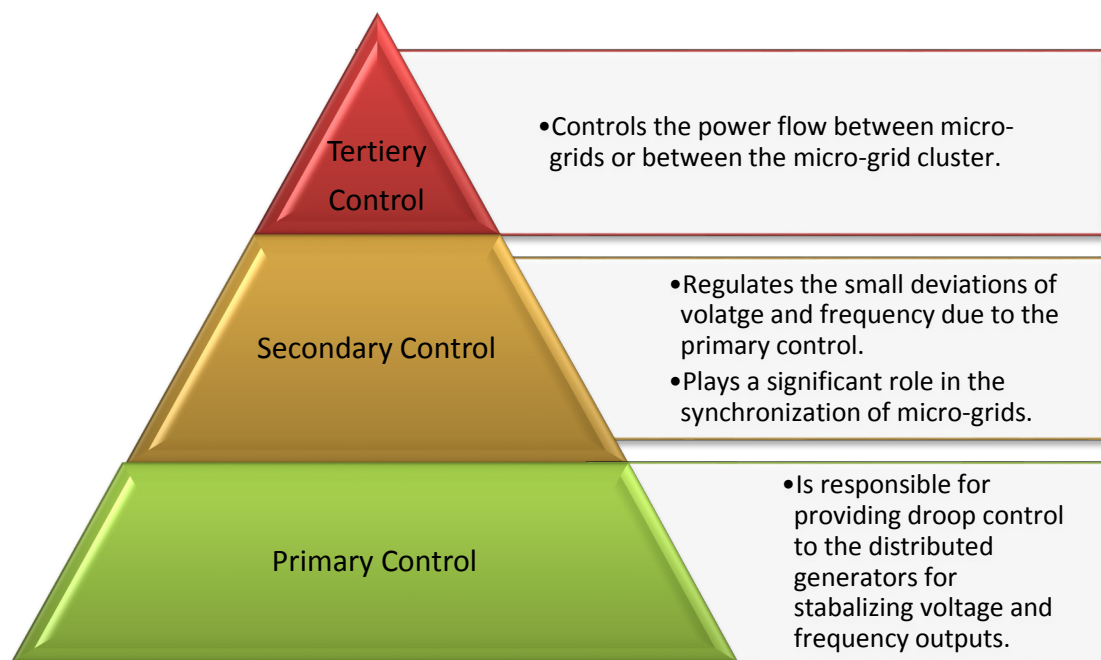 Tertiery
Control
•Controls the power flow between micro-
grids or between the micro-grid cluster.
Secondary Control
•Regulates the small deviations of
volatge and frequency due to the
primary control.
•Plays a significant role in the
synchronization of micro-grids.
Primary Control
•Is responsible for
providing droop control
to the distributed
generators for
stabalizing voltage and
frequency outputs.